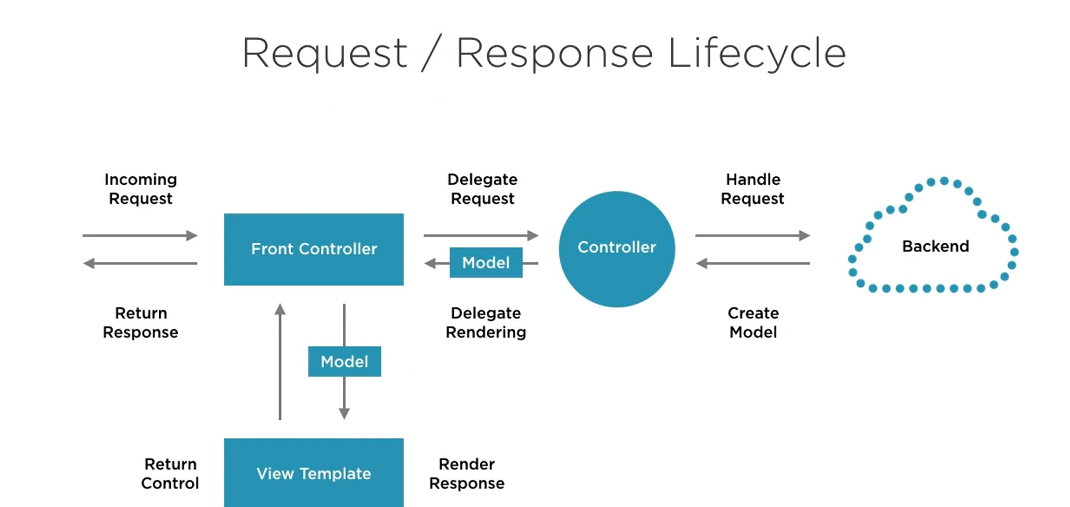 Request / Response Lifecycle
Incoming
Request
Delegate
Request
Handle
Request
Front Controller
Model
Controller
Backend
Return
Response
Delegate
Rendering
Create
Model
Model
Return
Control
View Template
Render
Response